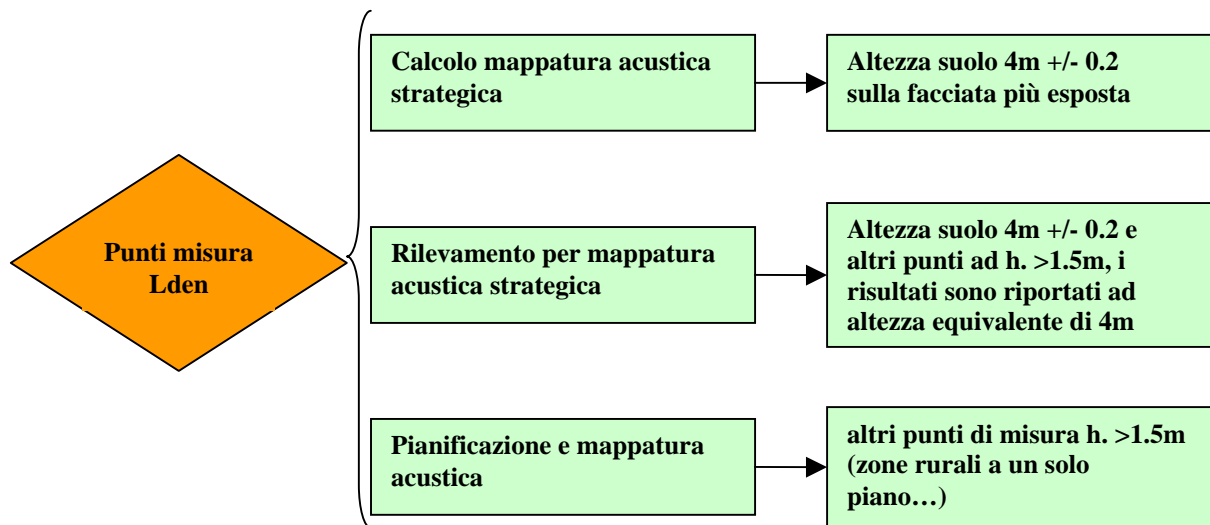 Punti misura
Lden
Calcolo mappatura acustica
strategica
Altezza suolo 4m +/- 0.2
sulla facciata più esposta
Rilevamento per mappatura
acustica strategica
Altezza suolo 4m +/- 0.2 e
altri punti ad h. >1.5m, i
risultati sono riportati ad
altezza equivalente di 4m
Pianificazione e mappatura
acustica
altri punti di misura h. >1.5m
(zone rurali a un solo
piano…)